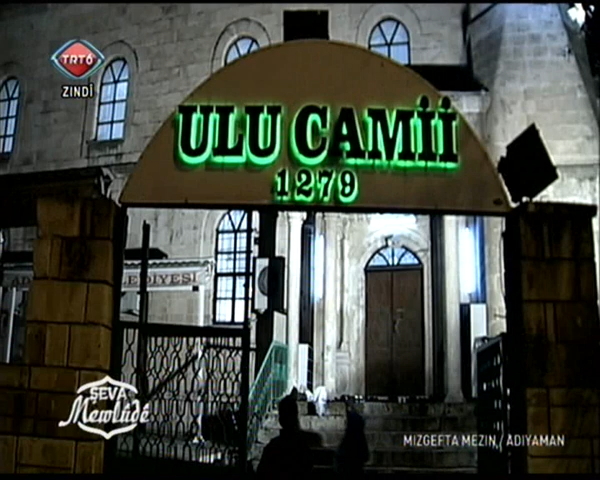 TRT6
ZINDÎ
ULU CAMİİ
1279
ŞEVA
Mewlûdê
MIZGEFTA MEZIN / ADIYAMAN